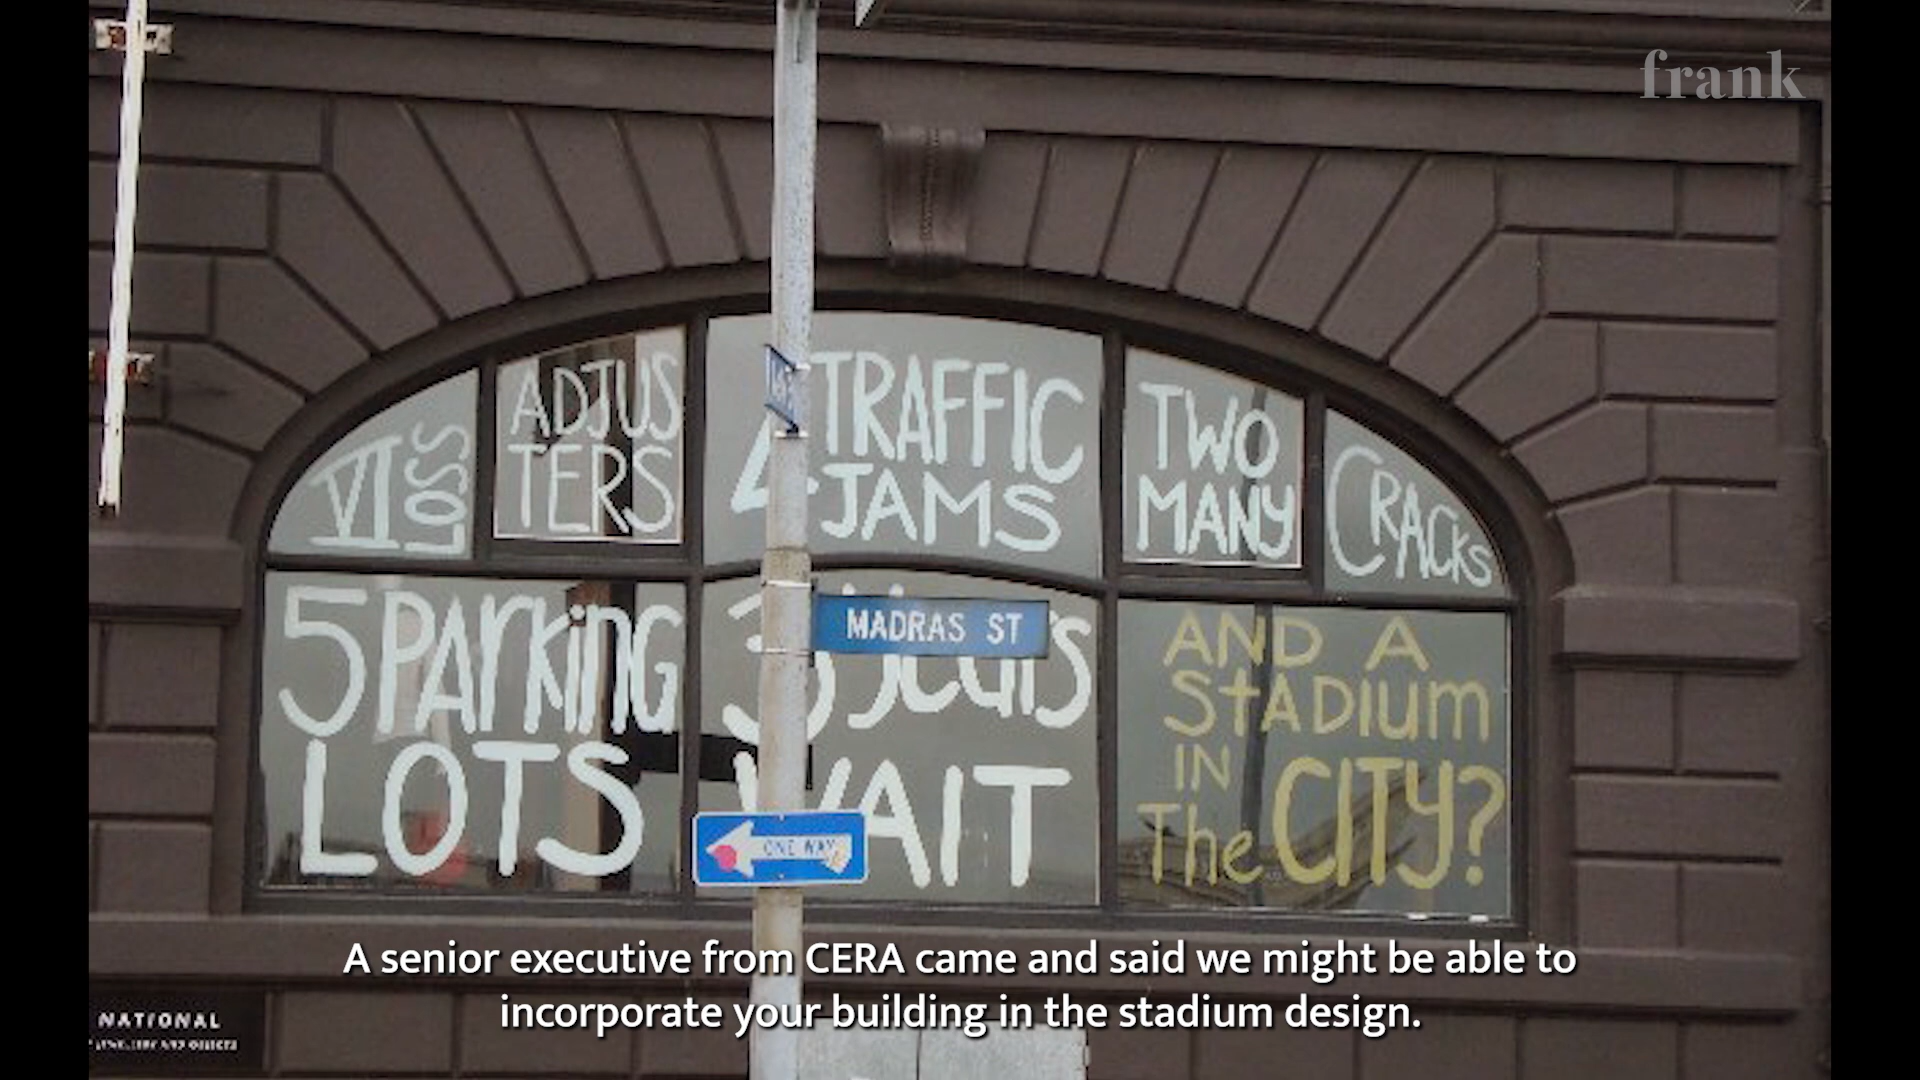 frank
VI LOSS
ADJUS
TERS
4 TRAFFIC
JAMS
TWO
MANY
CRACKS
5 PArKinG
LOTS
3
WAIT
AND A
StADIum
IN
The CITY?
MADRAS ST
ONE WAY
NATIONAL
A senior executive from CERA came and said we might be able to
incorporate your building in the stadium design.